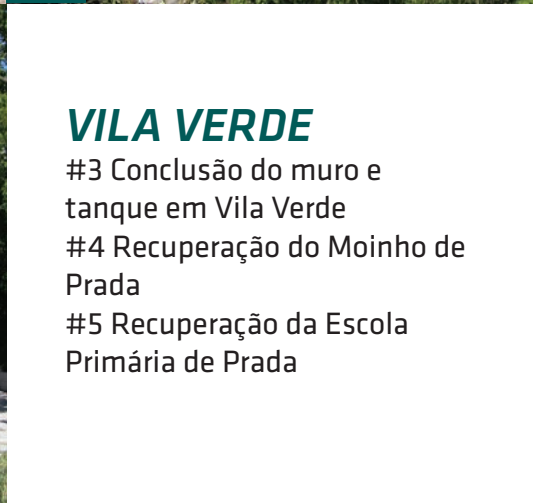 VILA VERDE
#3 Conclusão do muro e
tanque em Vila Verde
#4 Recuperação do Moinho de
Prada
#5 Recuperação da Escola
Primária de Prada